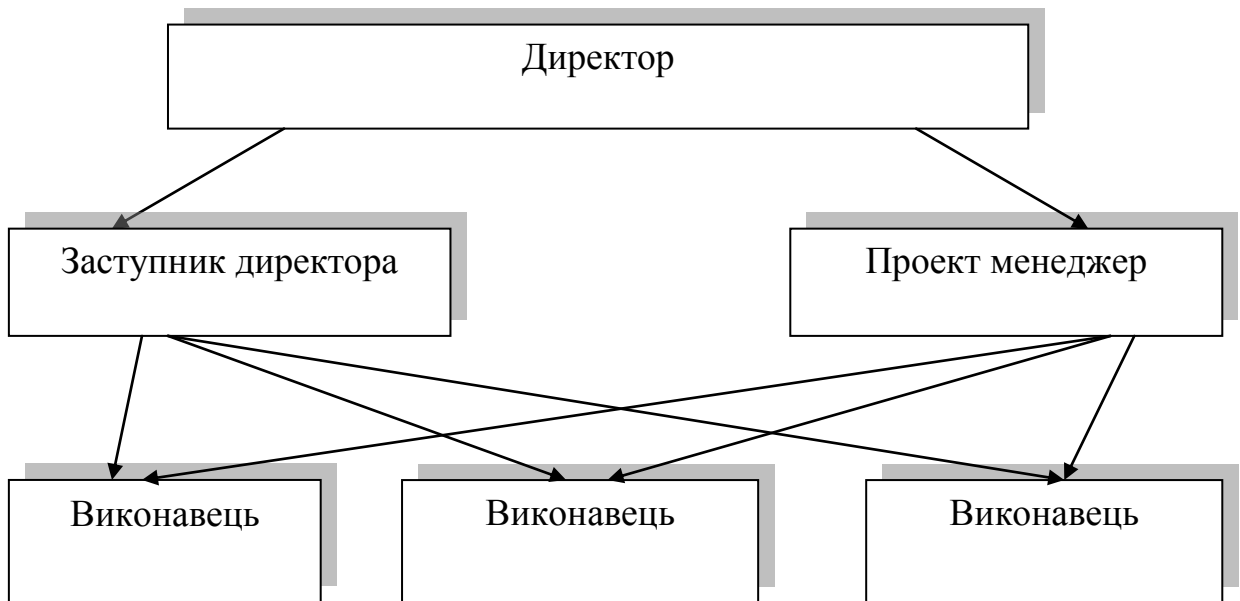 Директор
Заступник директора
Проект менеджер
Виконавець
Виконавець
Виконавець